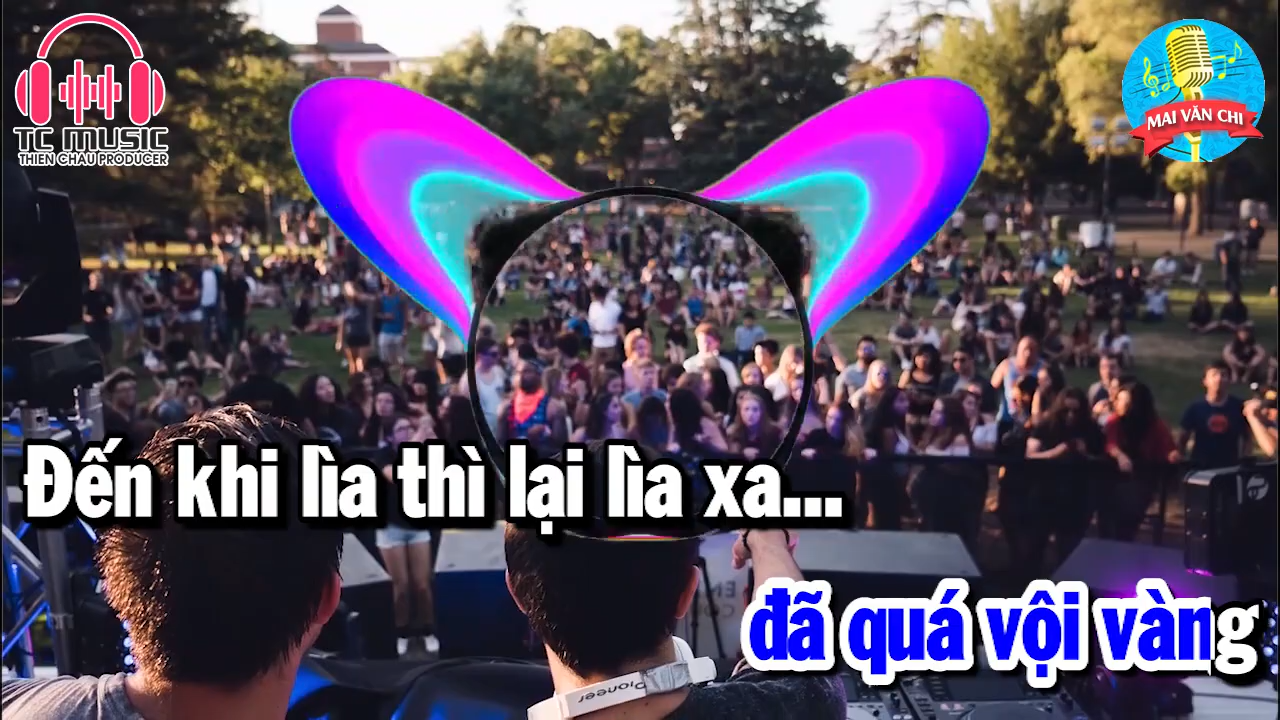 TC MUSIC
THIEN CHAU PRODUCER
MAI VĂN CHI
Đến khi lìa thì lại lìa xa...
đã quá vội vàng
Pioneer